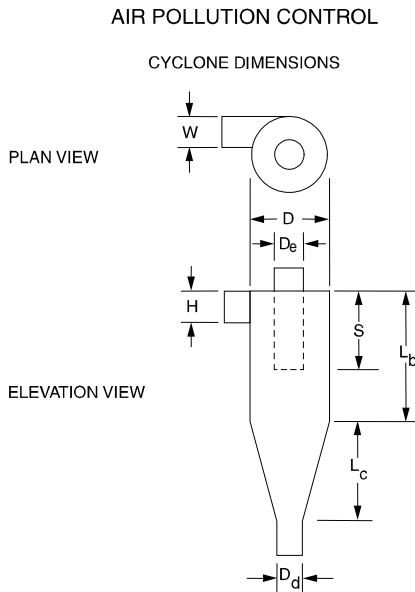 AIR POLLUTION CONTROL
CYCLONE DIMENSIONS
W
PLAN VIEW
D
De
H
S
Lb
ELEVATION VIEW
Lc
Dd